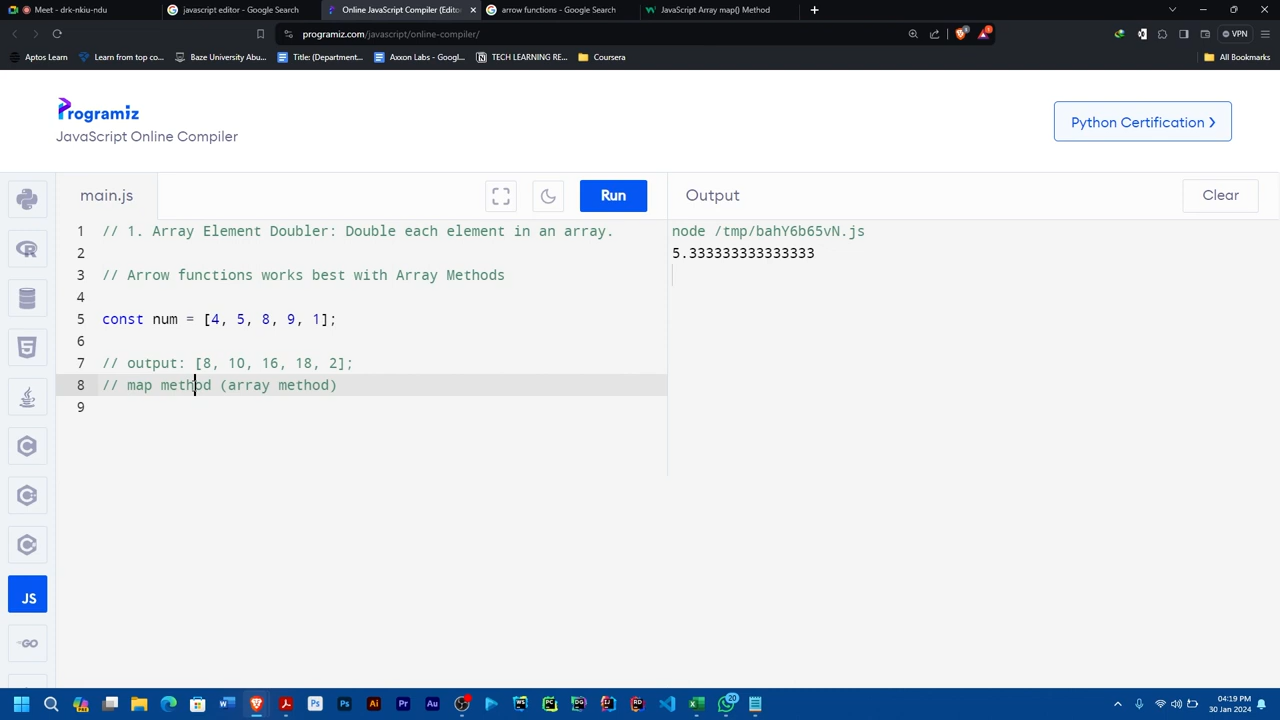 Meet - drk-nkiu-ndu
javascript editor - Google Search
Online JavaScript Compiler (Editor
arrow functions - Google Search
JavaScript Array map() Method
programiz.com/javascript/online-compiler/
VPN
Aptos Learn
Learn from top co...
Baze University Abu...
Title: (Department...
Axxon Labs - Googl...
TECH LEARNING RE...
Coursera
All Bookmarks
Programiz
JavaScript Online Compiler
Python Certification >
main.js
Run
Output
Clear
1 // 1. Array Element Doubler: Double each element in an array.
2
3 // Arrow functions works best with Array Methods
4
5 const num = [4, 5, 8, 9, 1];
6
7 // output: [8, 10, 16, 18, 2];
8 // map method (array method)
9
node /tmp/bahY6b65vN.js
5.333333333333333
JS
GO
20
04:19 PM
30 Jan 2024